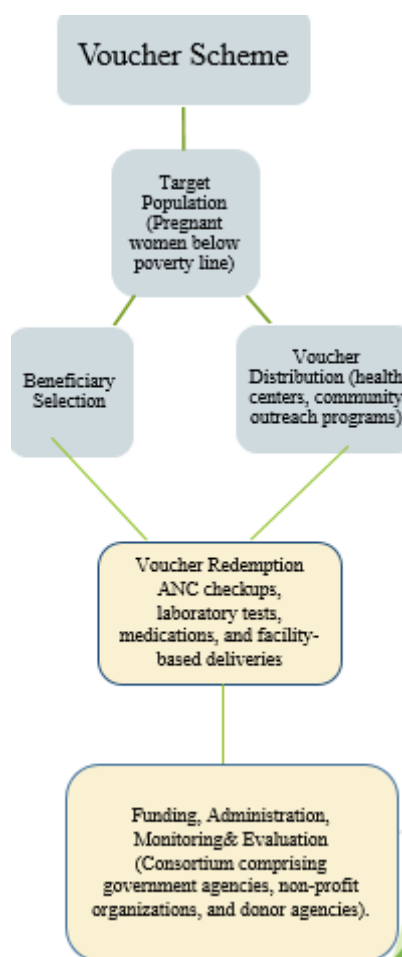 Voucher Scheme
Target
Population
(Pregnant
women below
poverty line)
Beneficiary
Selection
Voucher
Distribution (health
centers, community
outreach programs)
Voucher Redemption
ANC checkups,
laboratory tests,
medications, and facility-
based deliveries
Funding, Administration,
Monitoring& Evaluation
(Consortium comprising
government agencies, non-profit
organizations, and donor agencies).